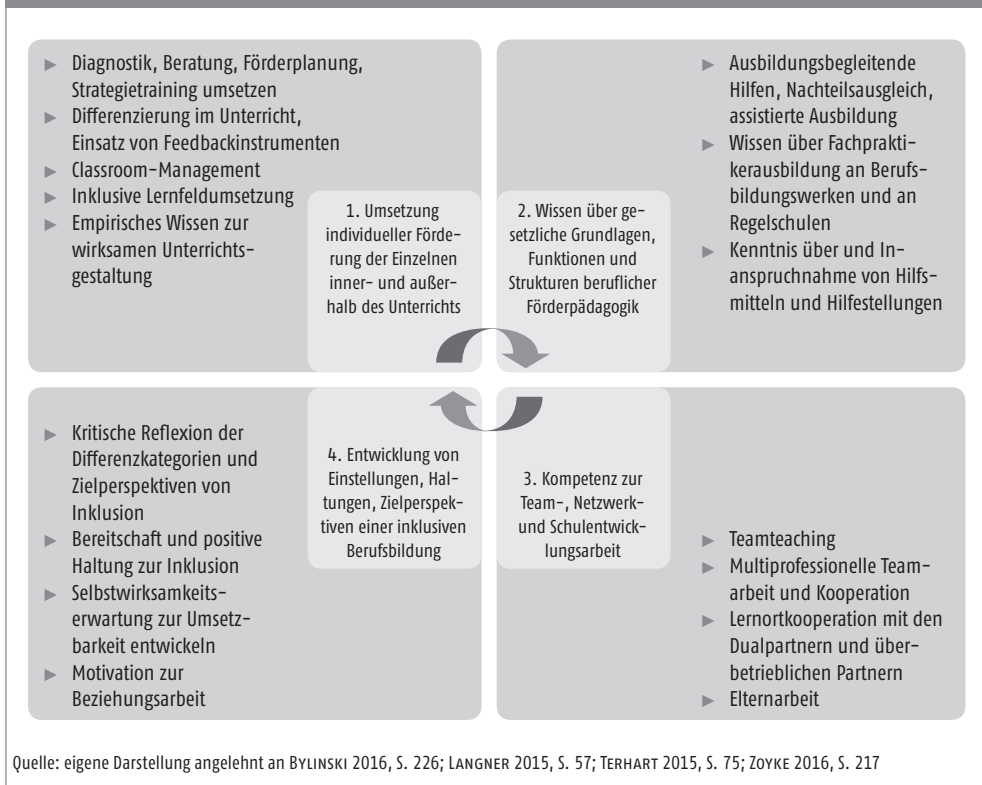 Diagnostik, Beratung, Förderplanung,
Strategietraining umsetzen
Differenzierung im Unterricht,
Einsatz von Feedbackinstrumenten
Classroom-Management
Inklusive Lernfeldumsetzung
Empirisches Wissen zur
wirksamen Unterrichts-
gestaltung
1. Umsetzung
individueller Förde-
rung der Einzelnen
inner- und außer-
halb des Unterrichts
2. Wissen über ge-
setzliche Grundlagen,
Funktionen und
Strukturen beruflicher
Förderpädagogik
Ausbildungsbegleitende
Hilfen, Nachteilsausgleich,
assistierte Ausbildung
Wissen über Fachprakti-
kerausbildung an Berufs-
bildungswerken und an
Regelschulen
Kenntnis über und In-
anspruchnahme von Hilfs-
mitteln und Hilfestellungen
Kritische Reflexion der
Differenzkategorien und
Zielperspektiven von
Inklusion
Bereitschaft und positive
Haltung zur Inklusion
Selbstwirksamkeits-
erwartung zur Umsetz-
barkeit entwickeln
Motivation zur
Beziehungsarbeit
4. Entwicklung von
Einstellungen, Hal-
tungen, Zielperspek-
tiven einer inklusiven
Berufsbildung
3. Kompetenz zur
Team-, Netzwerk-
und Schulentwick-
lungsarbeit
Teamteaching
Multiprofessionelle Team-
arbeit und Kooperation
Lernortkooperation mit den
Dualpartnern und über-
betrieblichen Partnern
Elternarbeit
Quelle: eigene Darstellung angelehnt an BYLINSKI 2016, S. 226; LANGNER 2015, S. 57; TERHART 2015, S. 75; ZOYKE 2016, S. 217